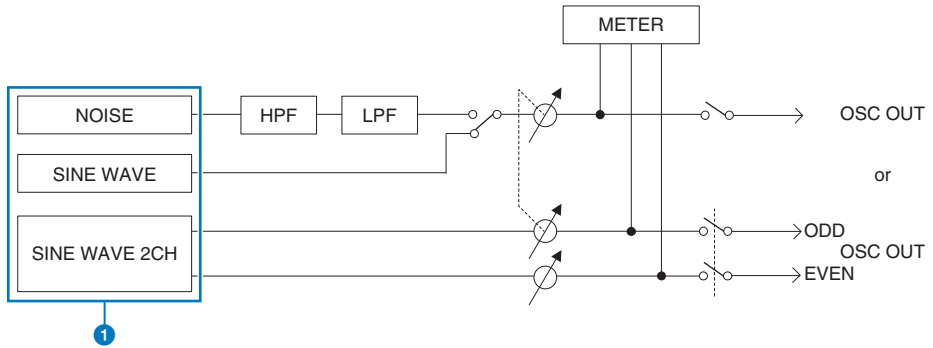 METER
NOISE
HPF
LPF
OSC OUT
SINE WAVE
or
SINE WAVE 2CH
ODD
OSC OUT
EVEN
1